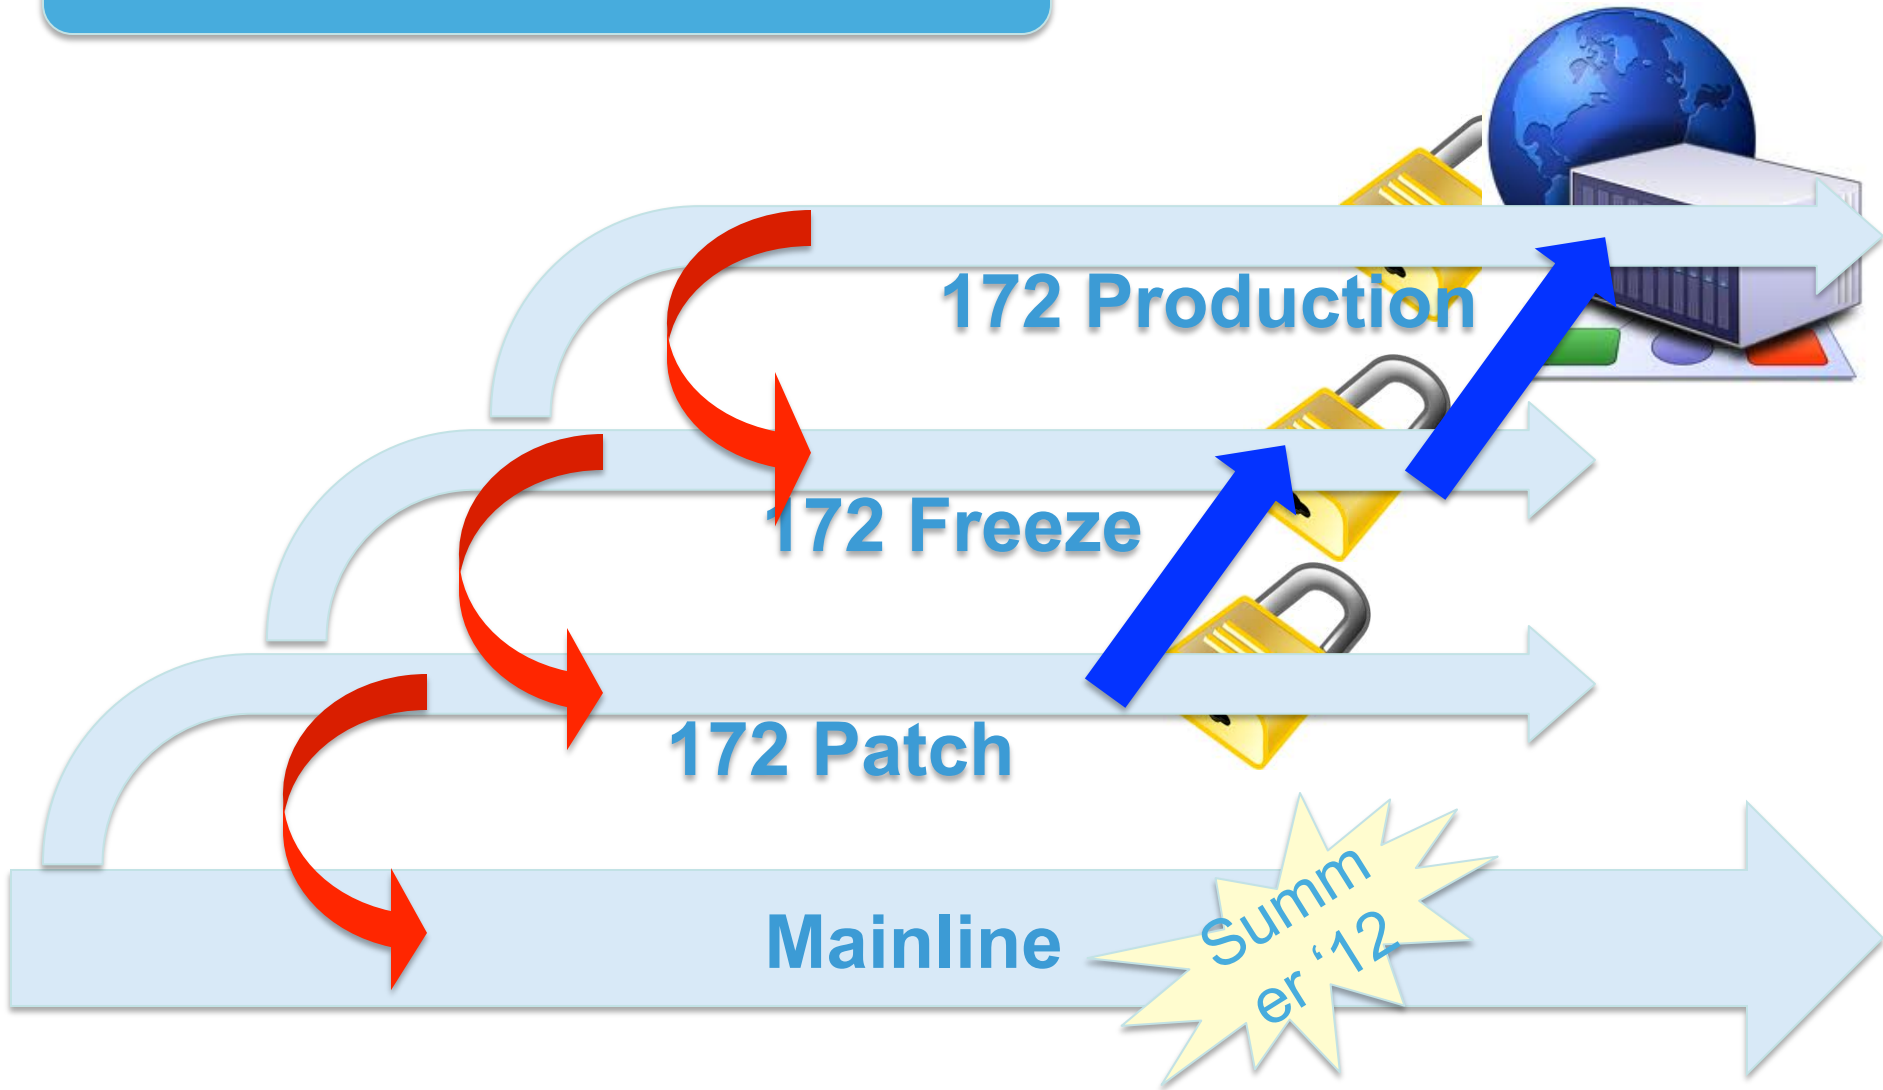 172 Production
172 Freeze
172 Patch
Mainline
Summ
er ‘12